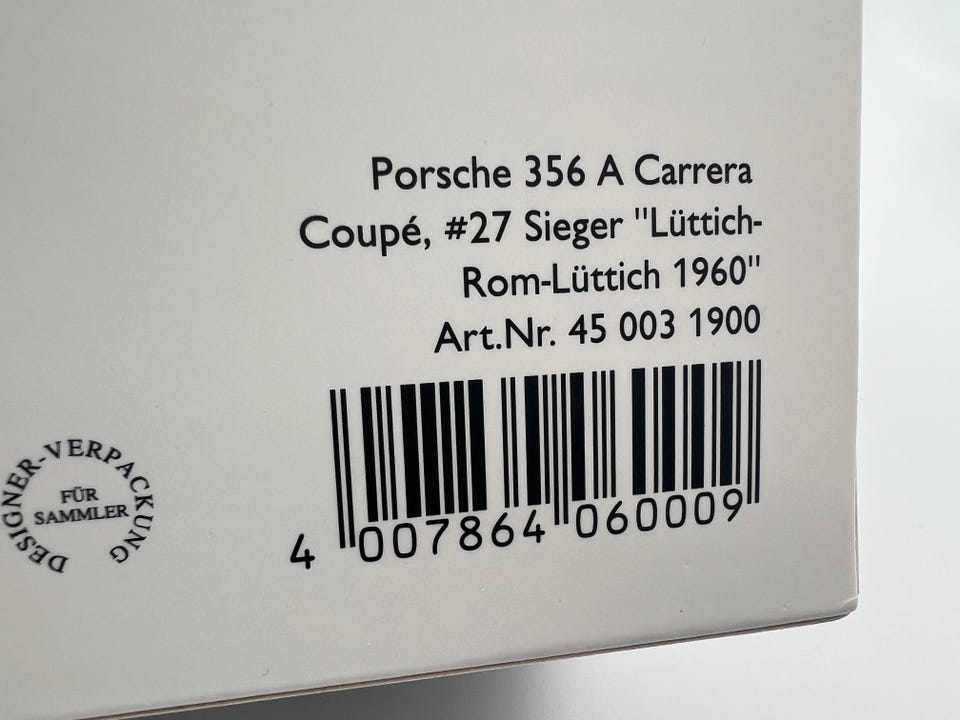 Porsche 356 A Carrera
Coupé, #27 Sieger "Lüttich-
Rom-Lüttich 1960"
Art.Nr. 45 003 1900
4 007864 060009
DESIGNER-VERPACKUNG
FÜR
SAMMLER